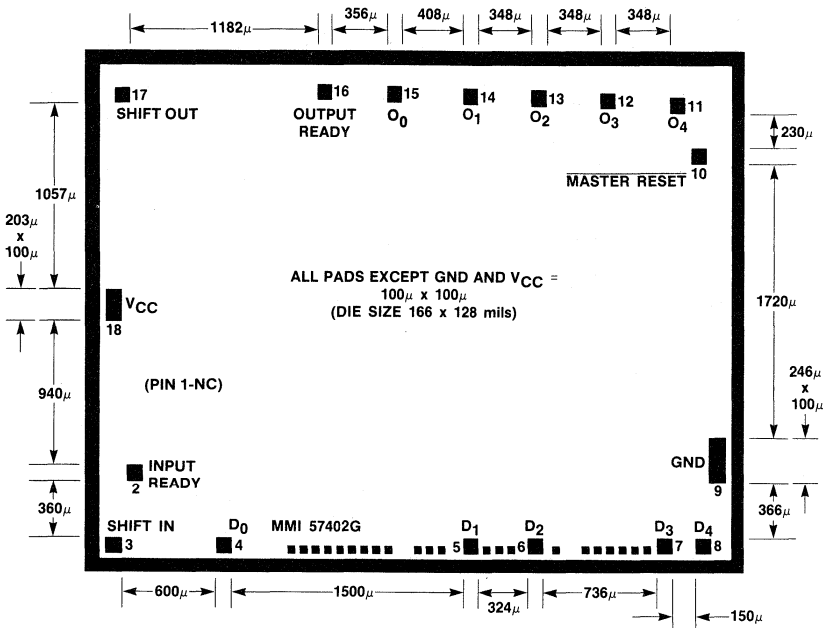 1182μ
356μ
408μ
348μ
348μ
348μ
17
SHIFT OUT
16
OUTPUT
READY
15
O0
14
O1
13
O2
12
O3
11
O4
230μ
10
MASTER RESET
1057μ
203μ
x
100μ
VCC
18
ALL PADS EXCEPT GND AND VCC =
100μ x 100μ
(DIE SIZE 166 x 128 mils)
1720μ
940μ
(PIN 1-NC)
246μ
x
100μ
INPUT
READY
2
GND
9
360μ
366μ
SHIFT IN
3
D0
4
MMI 57402G
D1
5
D2
6
D3
7
D4
8
600μ
1500μ
324μ
736μ
150μ